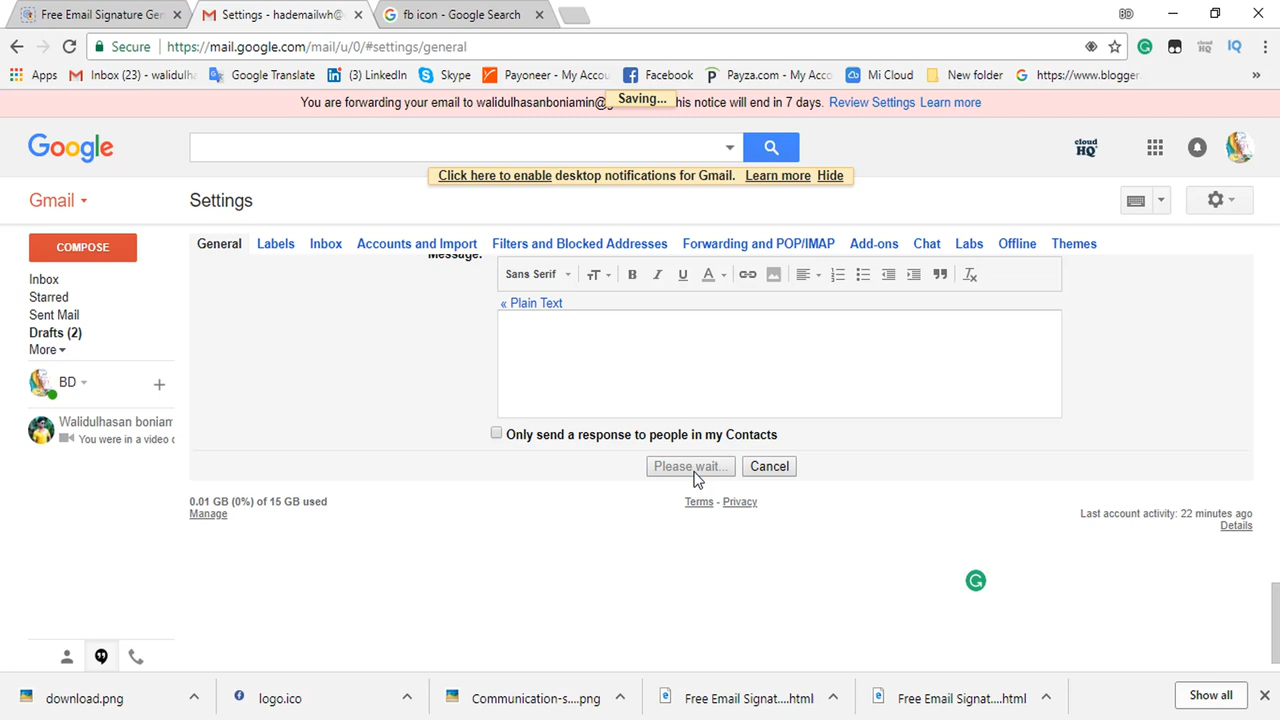 Free Email Signature Gen
Settings - hademailwh@
fb icon - Google Search
BD
Secure
https://mail.google.com/mail/u/0/#settings/general
Apps
Inbox (23) - walidulha
Google Translate
(3) LinkedIn
Skype
Payoneer - My Accou
Facebook
Payza.com - My Acco
Mi Cloud
New folder
https://www.blogger.
You are forwarding your email to walidulhasanboniamin@
Saving...
his notice will end in 7 days. Review Settings Learn more
Google
cloud
HQ
Click here to enable desktop notifications for Gmail. Learn more Hide
Gmail
Settings
COMPOSE
General
Labels
Inbox
Accounts and Import
Filters and Blocked Addresses
Forwarding and POP/IMAP
Add-ons
Chat
Labs
Offline
Themes
Message:
Sans Serif
« Plain Text
Inbox
Starred
Sent Mail
Drafts (2)
More
BD
Walidulhasan boniam
You were in a video c
Only send a response to people in my Contacts
Please wait...
Cancel
0.01 GB (0%) of 15 GB used
Manage
Terms - Privacy
Last account activity: 22 minutes ago
Details
download.png
logo.ico
Communication-s....png
Free Email Signat....html
Free Email Signat....html
Show all